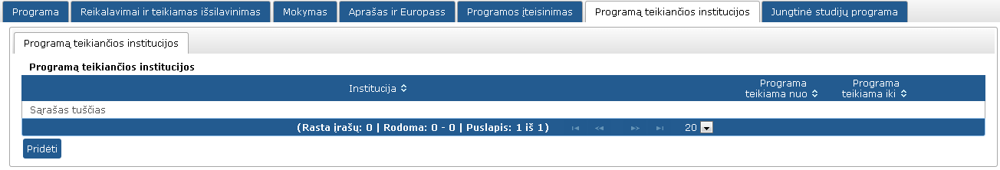 Programa Reikalavimai ir teikiamas išsilavinimas Mokymas Aprašas ir Europass Programos įteisinimas Programą teikiančios institucijos Jungtinė studijų programa
Programą teikiančios institucijos
Programą teikiančios institucijos
Institucija Programa teikiama nuo Programa teikiama iki
Sąrašas tuščias
(Rasta įrašų: 0 | Rodoma: 0 - 0 | Puslapis: 1 iš 1) 20
Pridėti